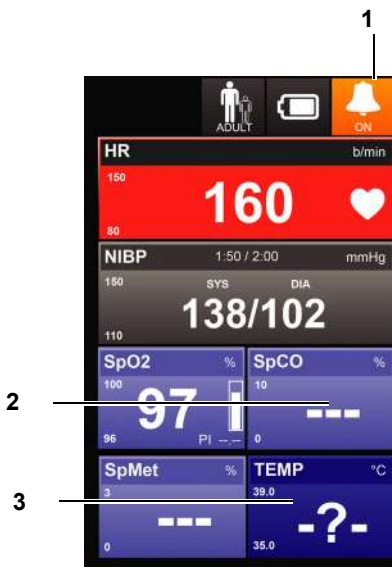 1
ADULT
ON
HR b/min
150
160
80
NIBP 1:50 / 2:00 mmHg
150 SYS DIA
138/102
110
SpO2 % SpCO %
2
100 10
97 ---
96 PI --.-- 0
SpMet % TEMP °C
3
3 39.0
--- -?-
0 35.0